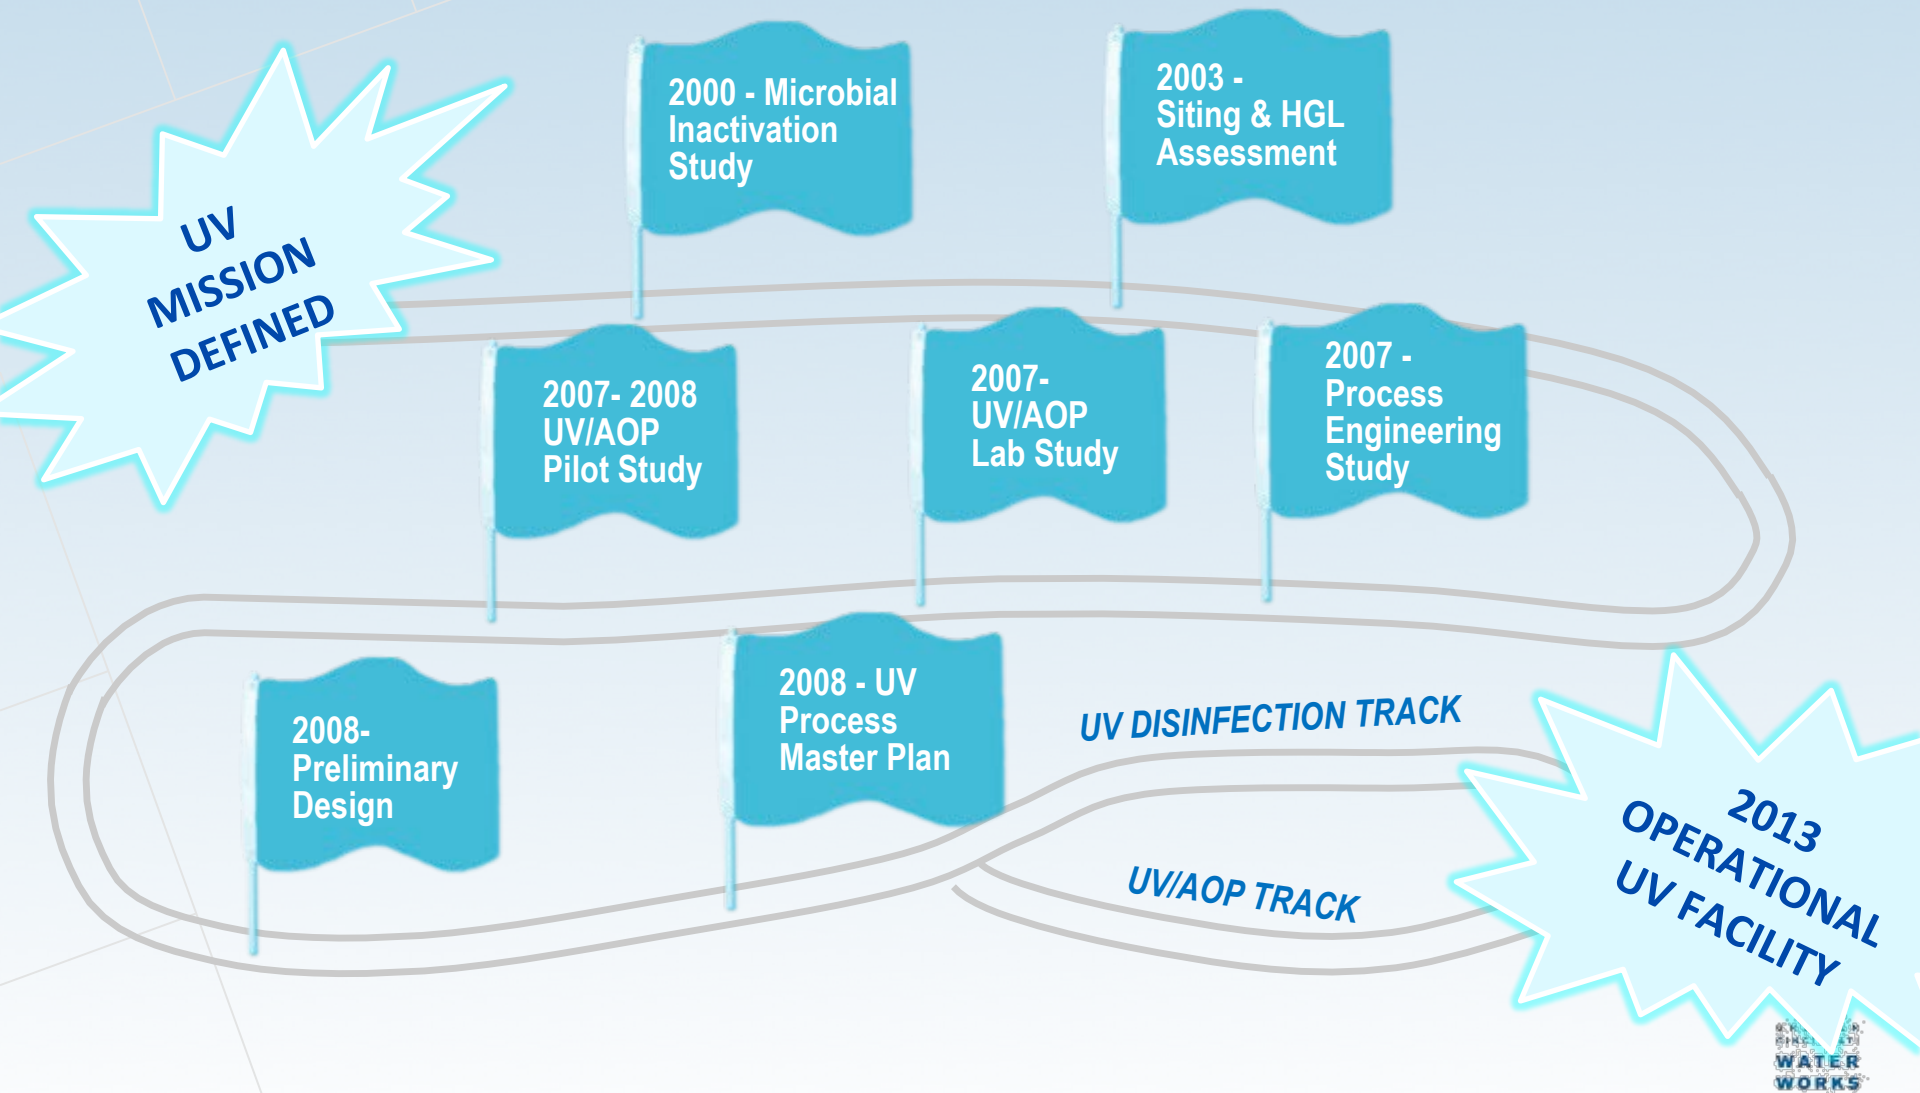 UV
MISSION
DEFINED
2000 - Microbial
Inactivation
Study
2003 -
Siting & HGL
Assessment
2007- 2008
UV/AOP
Pilot Study
2007-
UV/AOP
Lab Study
2007 -
Process
Engineering
Study
2008-
Preliminary
Design
2008 - UV
Process
Master Plan
UV DISINFECTION TRACK
UV/AOP TRACK
2013
OPERATIONAL
UV FACILITY
WATER
WORKS